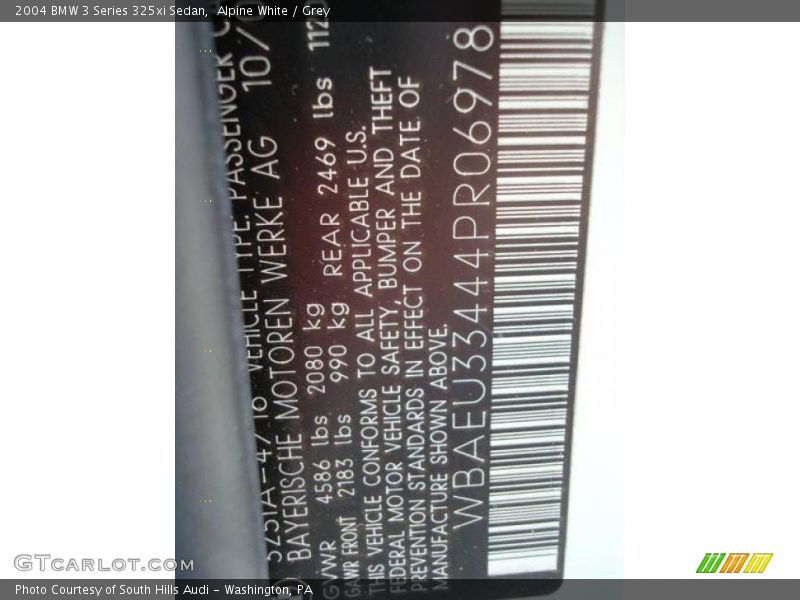 2004 BMW 3 Series 325xi Sedan, Alpine White / Grey
325iA-4716 VEHICLE TYPE: PASSENGER
BAYERISCHE MOTOREN WERKE AG 10/
GVWR 4586 lbs 2080 kg
GAWR FRONT 2183 lbs 990 kg REAR 2469 lbs 112
THIS VEHICLE CONFORMS TO ALL APPLICABLE U.S.
FEDERAL MOTOR VEHICLE SAFETY, BUMPER AND THEFT
PREVENTION STANDARDS IN EFFECT ON THE DATE OF
MANUFACTURE SHOWN ABOVE.
WBAEU33444PR06978
GTCarLot.com
Photo Courtesy of South Hills Audi - Washington, PA